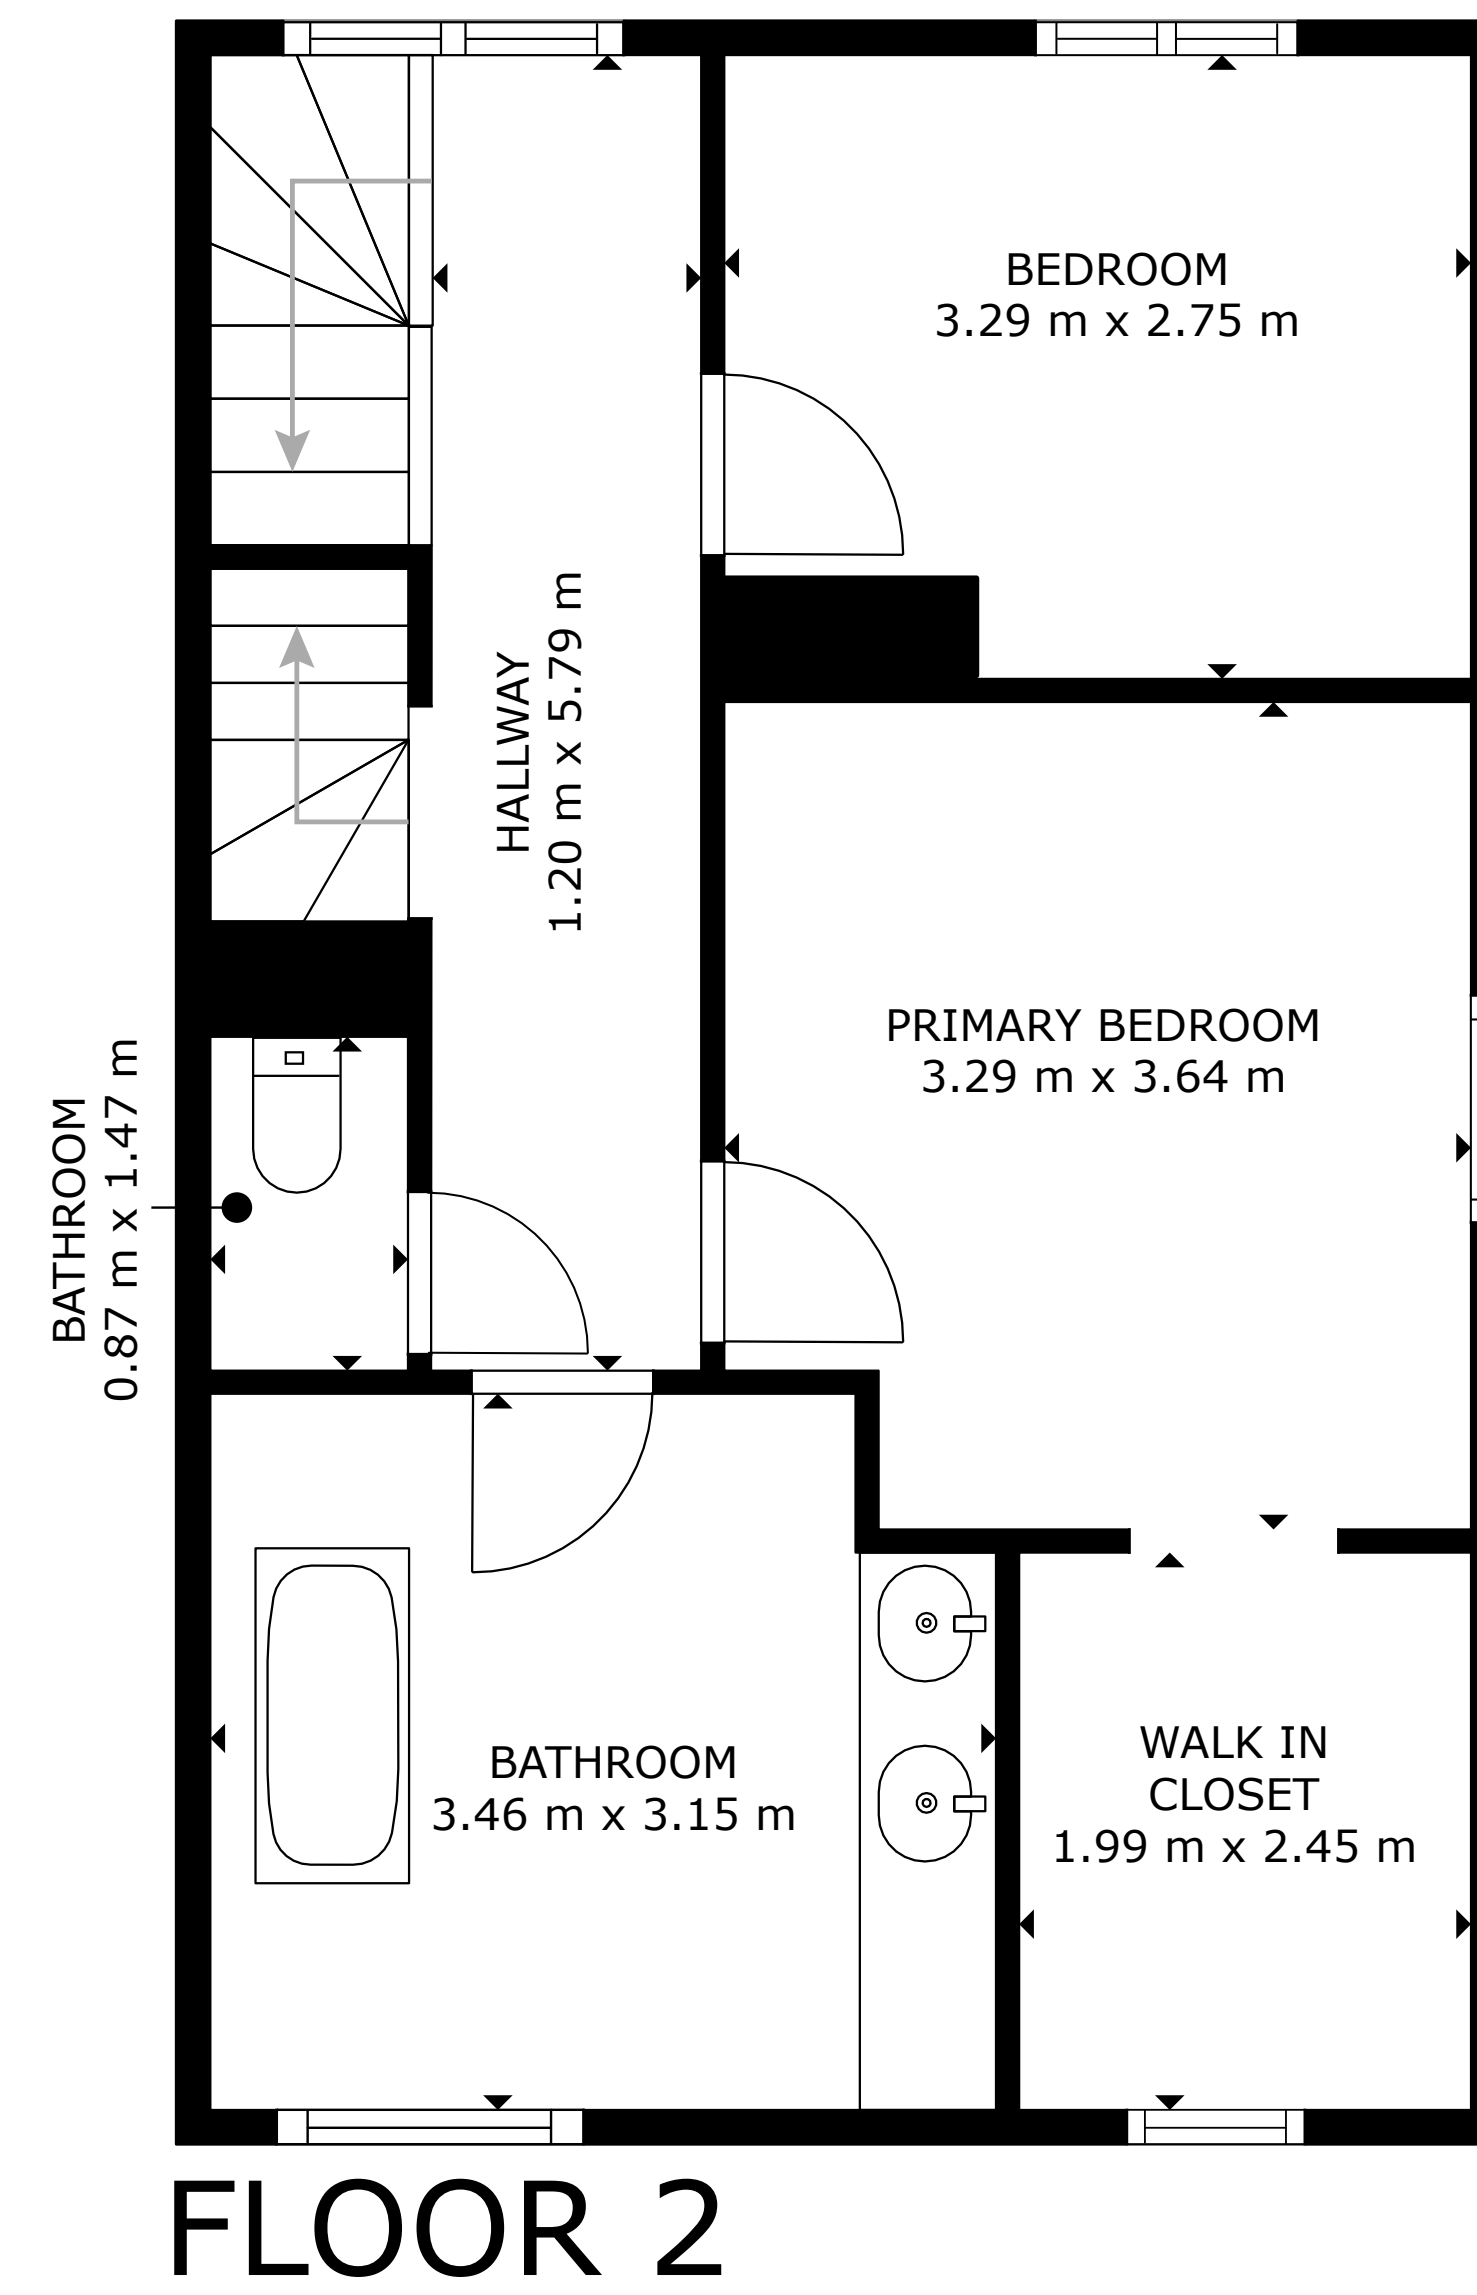 BEDROOM
3.29 m x 2.75 m
HALLWAY
1.20 m x 5.79 m
PRIMARY BEDROOM
3.29 m x 3.64 m
BATHROOM
0.87 m x 1.47 m
BATHROOM
3.46 m x 3.15 m
WALK IN
CLOSET
1.99 m x 2.45 m
FLOOR 2